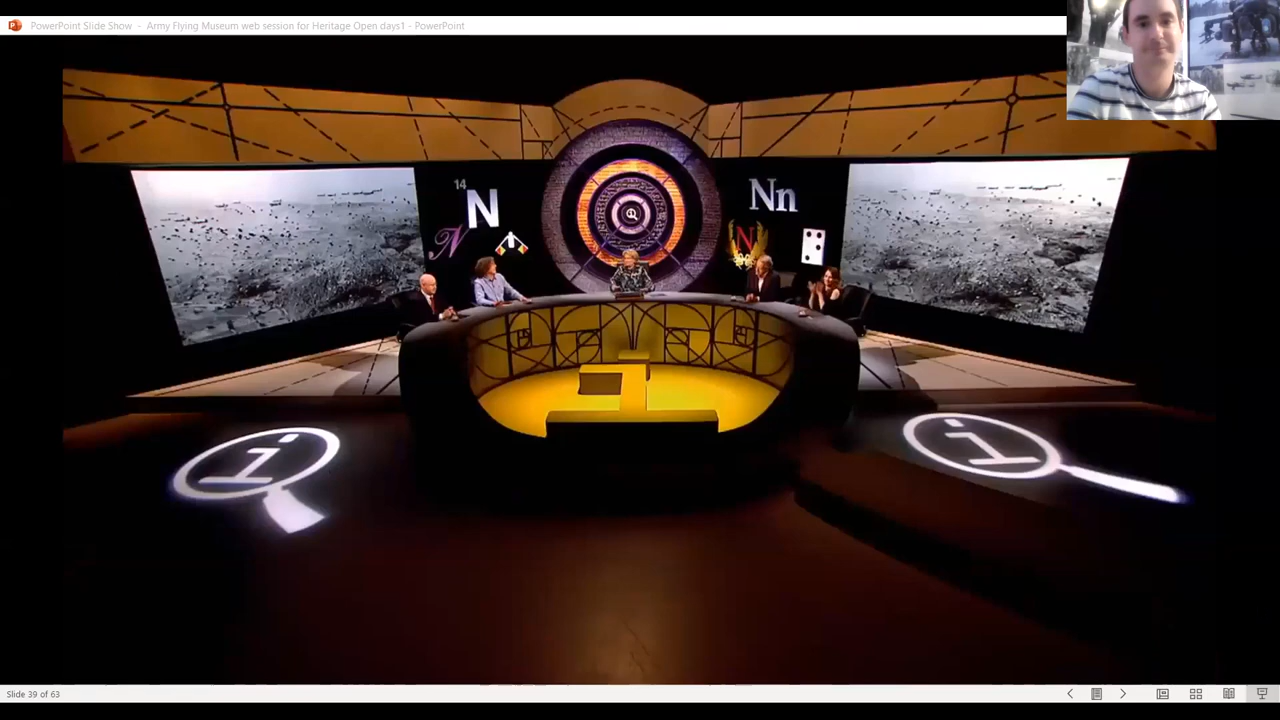 PowerPoint Slide Show - Army Flying Museum web session for Heritage Open days1 - PowerPoint
14
N
N
Nn
N
i
i
Slide 39 of 63